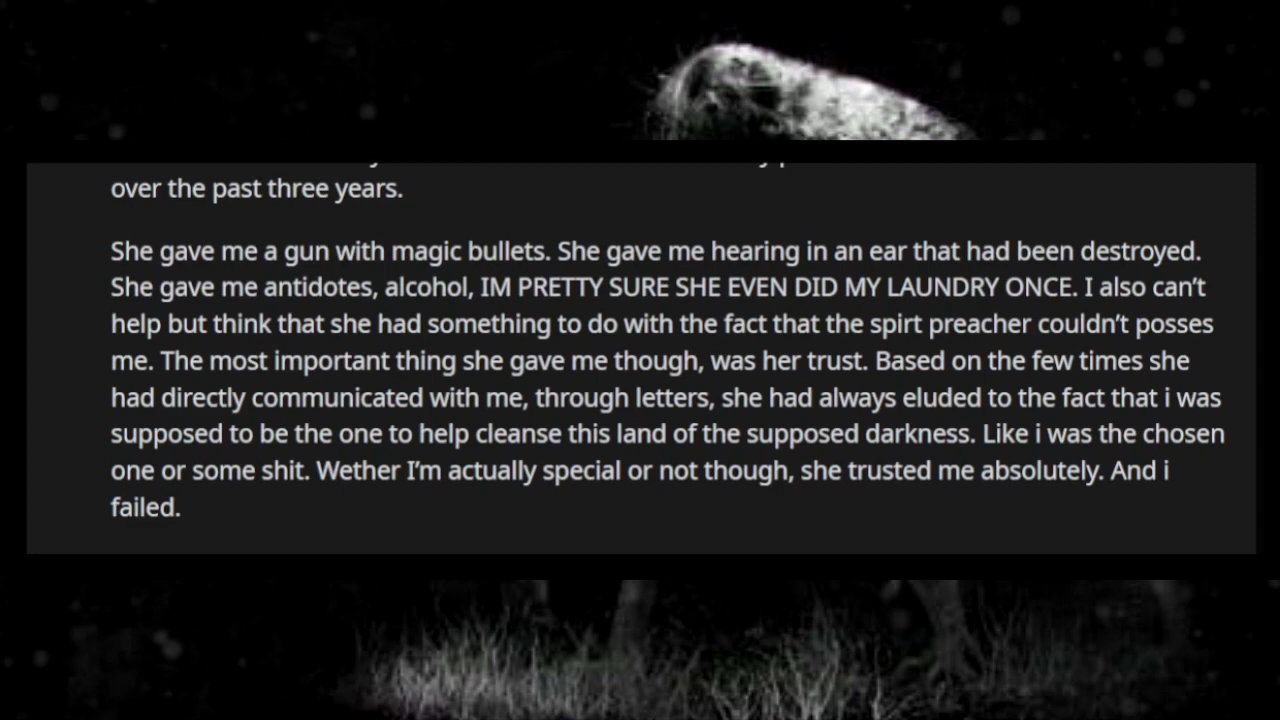 over the past three years.
She gave me a gun with magic bullets. She gave me hearing in an ear that had been destroyed.
She gave me antidotes, alcohol, IM PRETTY SURE SHE EVEN DID MY LAUNDRY ONCE. I also can't
help but think that she had something to do with the fact that the spirt preacher couldn't posses
me. The most important thing she gave me though, was her trust. Based on the few times she
had directly communicated with me, through letters, she had always eluded to the fact that i was
supposed to be the one to help cleanse this land of the supposed darkness. Like i was the chosen
one or some shit. Wether I'm actually special or not though, she trusted me absolutely. And i
failed.